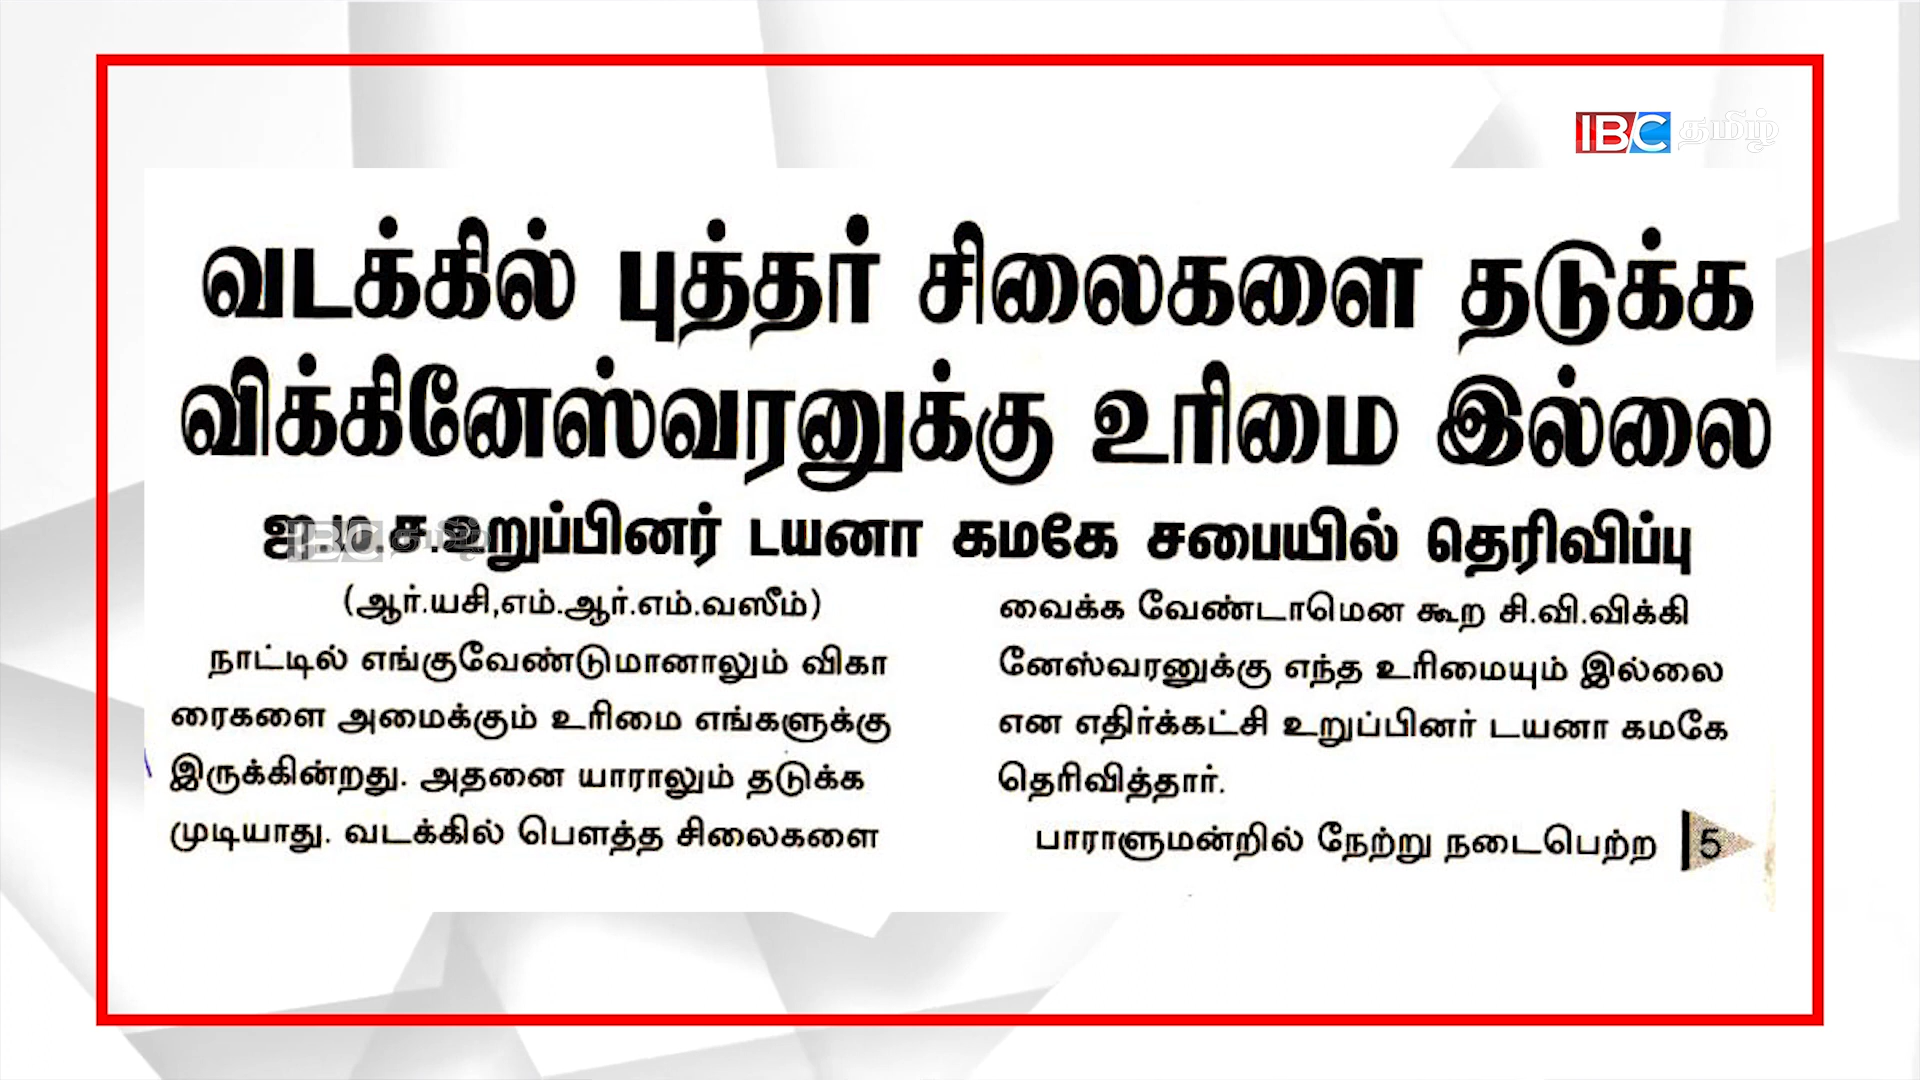 IBC தமிழ்
வடக்கில் புத்தர் சிலைகளை தடுக்க
விக்கினேஸ்வரனுக்கு உரிமை இல்லை
ஐ.ம.ச.உறுப்பினர் டயனா கமகே சபையில் தெரிவிப்பு
IBC தமிழ்
(ஆர்.யசி,எம்.ஆர்.எம்.வஸீம்)
நாட்டில் எங்குவேண்டுமானாலும் விகா
ரைகளை அமைக்கும் உரிமை எங்களுக்கு
இருக்கின்றது. அதனை யாராலும் தடுக்க
முடியாது. வடக்கில் பௌத்த சிலைகளை
வைக்க வேண்டாமென கூற சி.வி.விக்கி
னேஸ்வரனுக்கு எந்த உரிமையும் இல்லை
என எதிர்க்கட்சி உறுப்பினர் டயனா கமகே
தெரிவித்தார்.
பாராளுமன்றில் நேற்று நடைபெற்ற 5